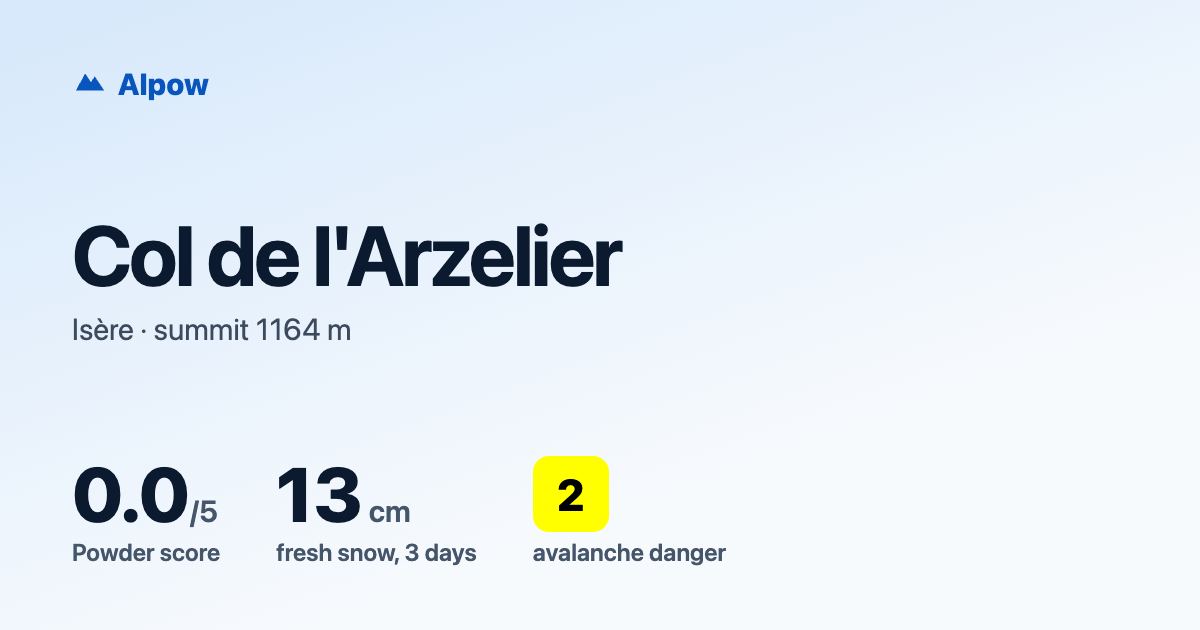 Alpow
Col de l'Arzelier
Isère · summit 1164 m
0.0/5
Powder score
13 cm
fresh snow, 3 days
2
avalanche danger